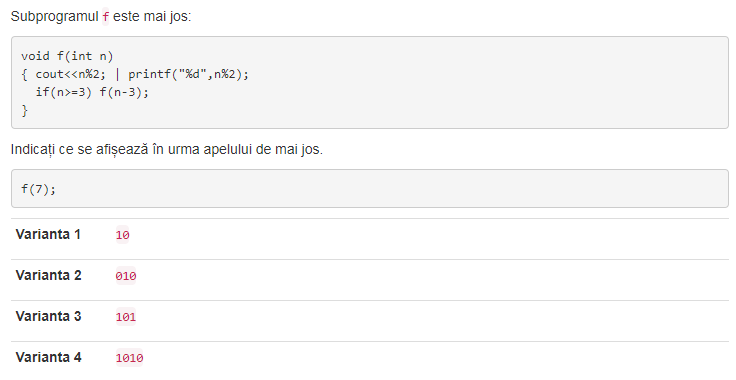 Subprogramul f este mai jos:
void f(int n)
{ cout<<n%2; | printf("%d",n%2);
  if(n>=3) f(n-3);
}
Indicați ce se afișează în urma apelului de mai jos.
f(7);
Varianta 1 10
Varianta 2 010
Varianta 3 101
Varianta 4 1010